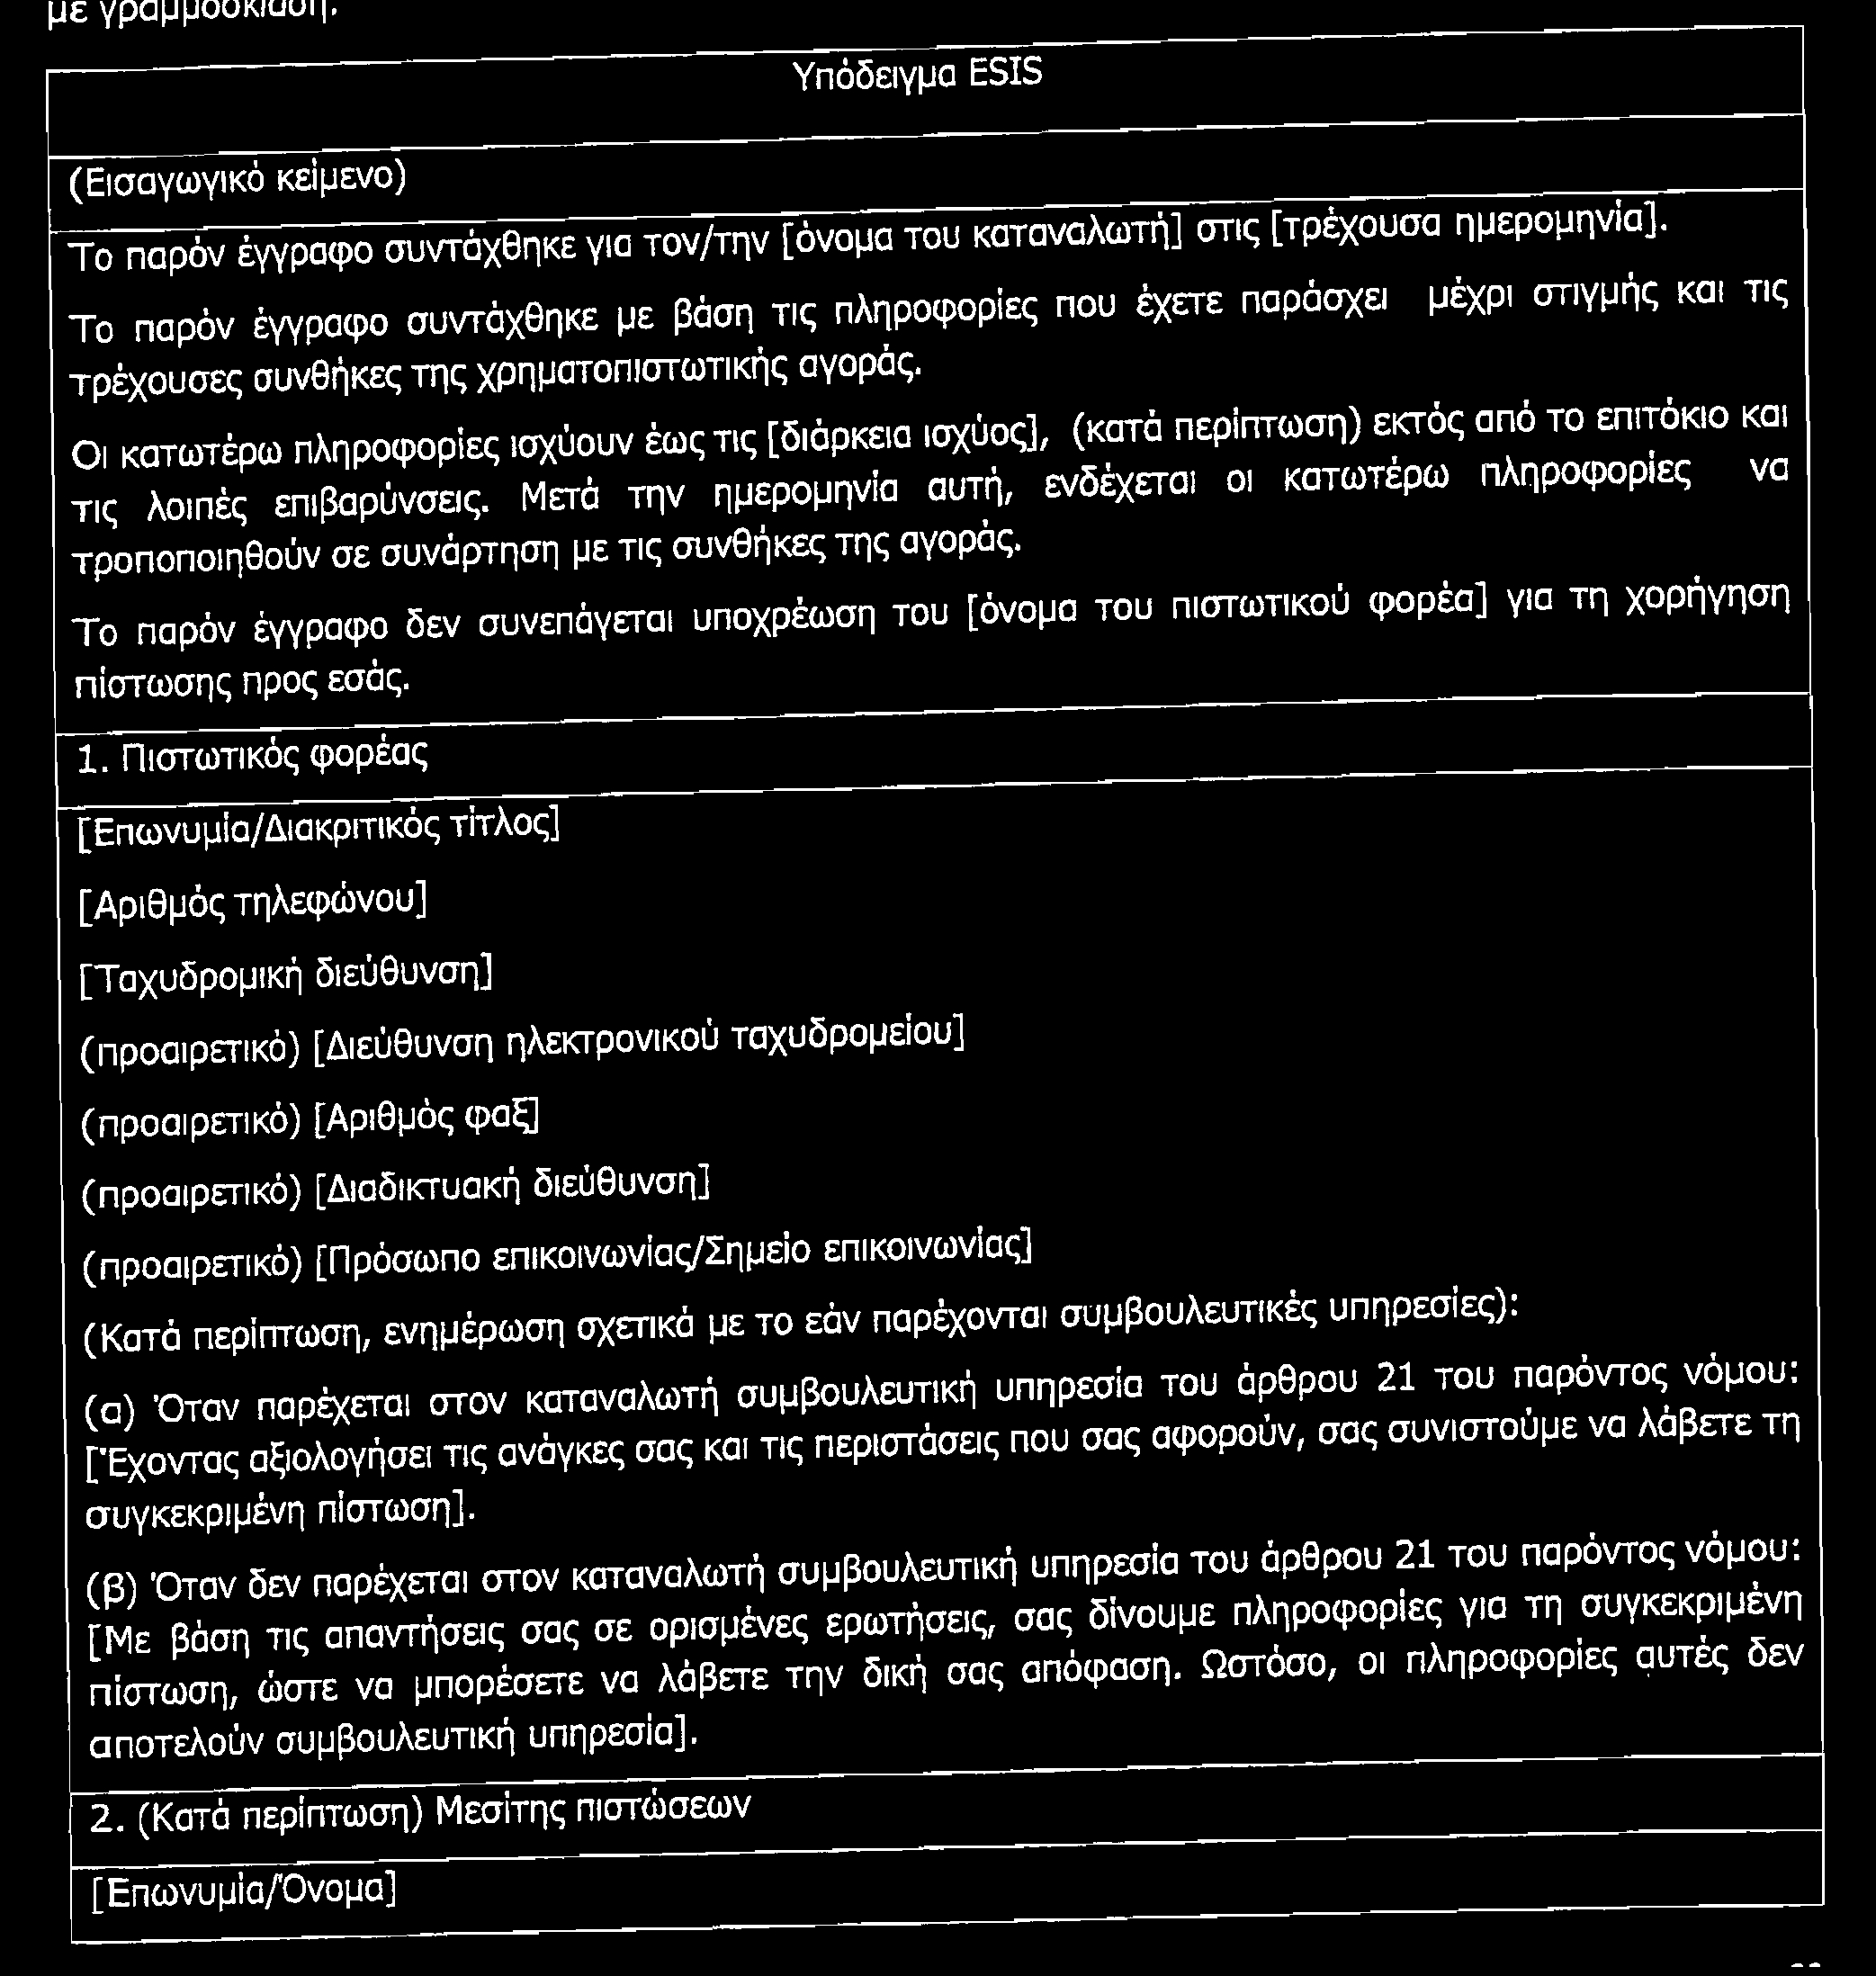 με γραμμοσκίαση.
Υπόδειγμα ESIS
(Εισαγωγικό κείμενο)
Το παρόν έγγραφο συντάχθηκε για τον/την [όνομα του καταναλωτή] στις [τρέχουσα ημερομηνία].
Το παρόν έγγραφο συντάχθηκε με βάση τις πληροφορίες που έχετε παράσχει μέχρι στιγμής και τις
τρέχουσες συνθήκες της χρηματοπιστωτικής αγοράς.
Οι κατωτέρω πληροφορίες ισχύουν έως τις [διάρκεια ισχύος], (κατά περίπτωση) εκτός από το επιτόκιο και
τις λοιπές επιβαρύνσεις. Μετά την ημερομηνία αυτή, ενδέχεται οι κατωτέρω πληροφορίες να
τροποποιηθούν σε συνάρτηση με τις συνθήκες της αγοράς.
Το παρόν έγγραφο δεν συνεπάγεται υποχρέωση του [όνομα του πιστωτικού φορέα] για τη χορήγηση
πίστωσης προς εσάς.
1. Πιστωτικός φορέας
[Επωνυμία/Διακριτικός τίτλος]
[Αριθμός τηλεφώνου]
[Ταχυδρομική διεύθυνση]
(προαιρετικό) [Διεύθυνση ηλεκτρονικού ταχυδρομείου]
(προαιρετικό) [Αριθμός φαξ]
(προαιρετικό) [Διαδικτυακή διεύθυνση]
(προαιρετικό) [Πρόσωπο επικοινωνίας/Σημείο επικοινωνίας]
(Κατά περίπτωση, ενημέρωση σχετικά με το εάν παρέχονται συμβουλευτικές υπηρεσίες):
(α) Όταν παρέχεται στον καταναλωτή συμβουλευτική υπηρεσία του άρθρου 21 του παρόντος νόμου:
[Έχοντας αξιολογήσει τις ανάγκες σας και τις περιστάσεις που σας αφορούν, σας συνιστούμε να λάβετε τη
συγκεκριμένη πίστωση].
(β) Όταν δεν παρέχεται στον καταναλωτή συμβουλευτική υπηρεσία του άρθρου 21 του παρόντος νόμου:
[Με βάση τις απαντήσεις σας σε ορισμένες ερωτήσεις, σας δίνουμε πληροφορίες για τη συγκεκριμένη
πίστωση, ώστε να μπορέσετε να λάβετε την δική σας απόφαση. Ωστόσο, οι πληροφορίες αυτές δεν
αποτελούν συμβουλευτική υπηρεσία].
2. (Κατά περίπτωση) Μεσίτης πιστώσεων
[Επωνυμία/Όνομα]